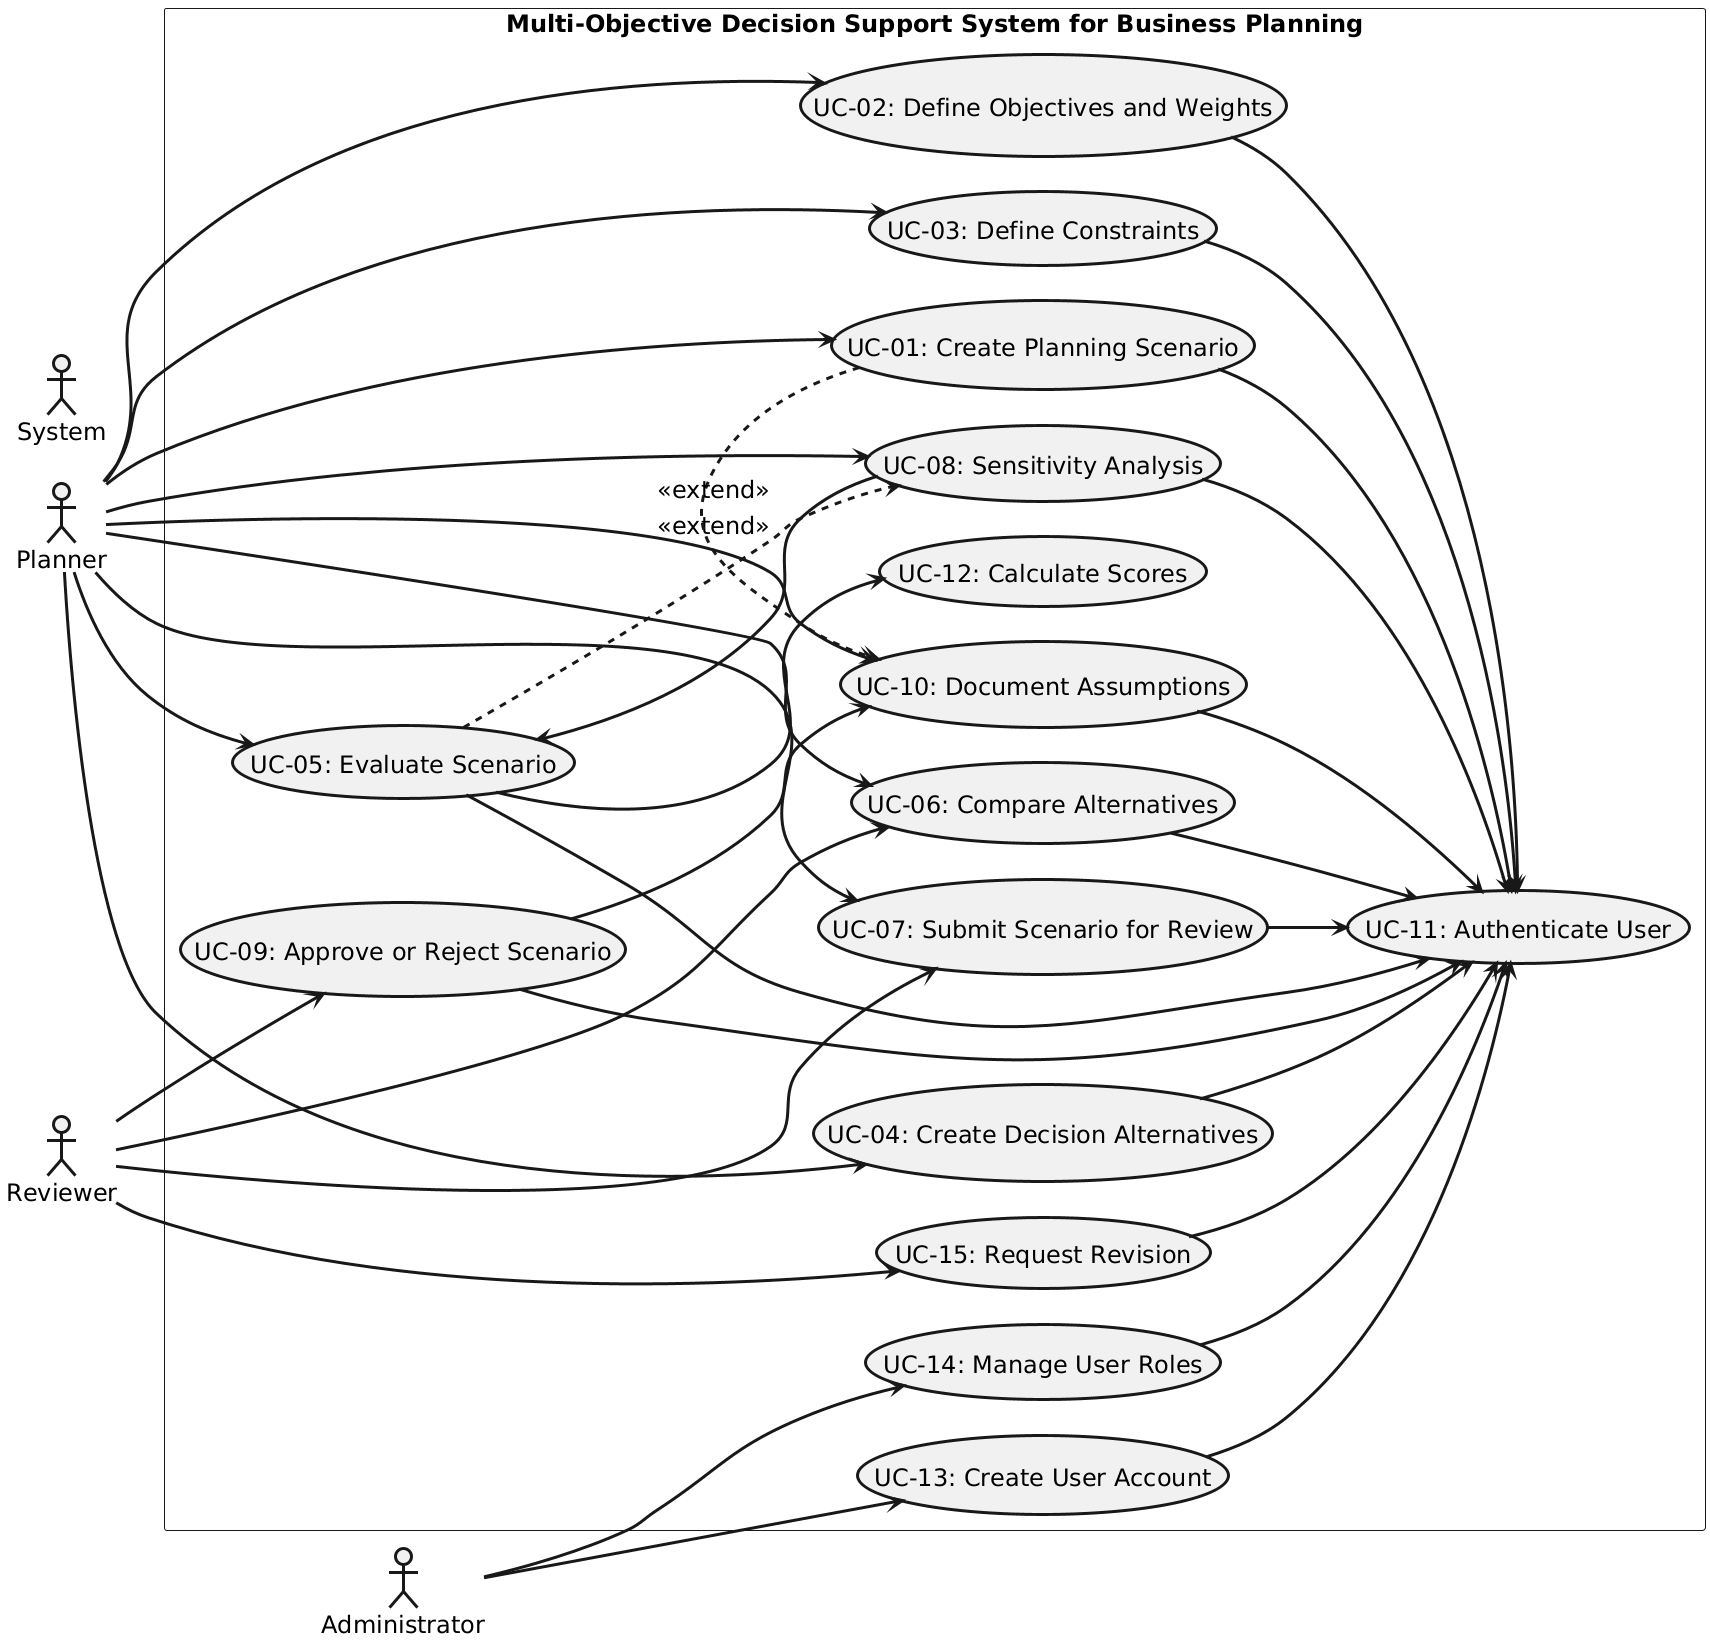 Multi-Objective Decision Support System for Business Planning
UC-02: Define Objectives and Weights
UC-03: Define Constraints
UC-01: Create Planning Scenario
System
UC-08: Sensitivity Analysis
«extend»
«extend»
Planner
UC-12: Calculate Scores
UC-10: Document Assumptions
UC-05: Evaluate Scenario
UC-06: Compare Alternatives
UC-09: Approve or Reject Scenario
UC-07: Submit Scenario for Review
UC-11: Authenticate User
UC-04: Create Decision Alternatives
Reviewer
UC-15: Request Revision
UC-14: Manage User Roles
UC-13: Create User Account
Administrator